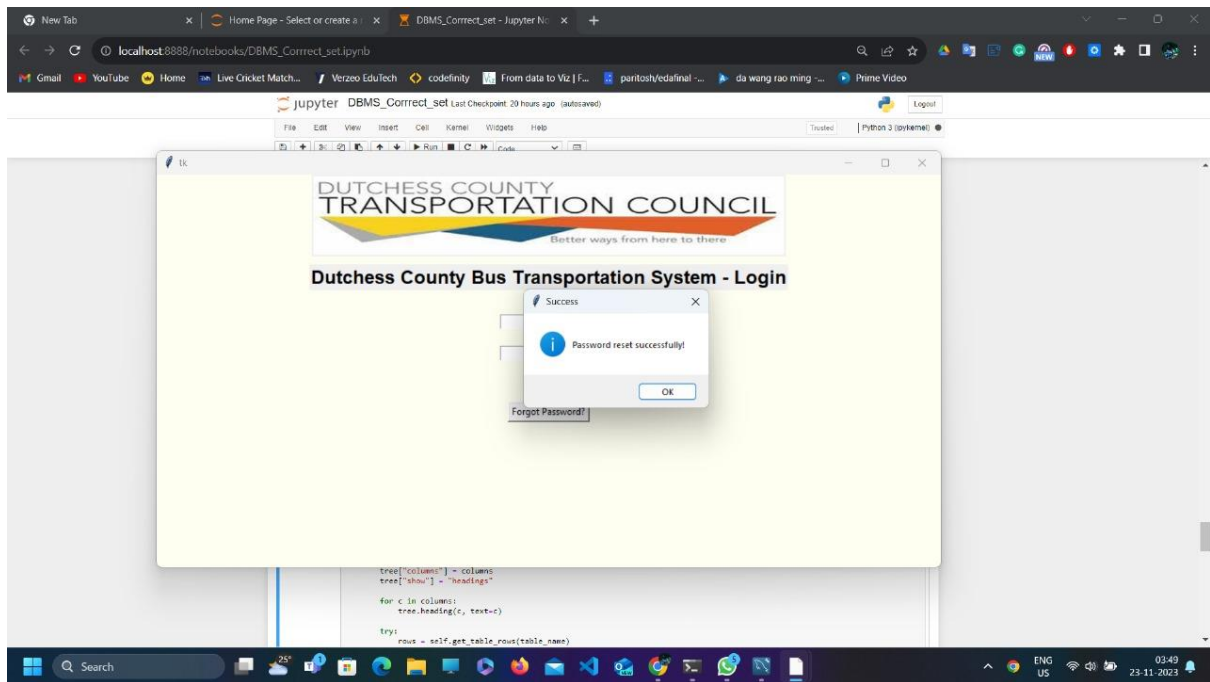 New Tab
Home Page - Select or create a
DBMS_Corrrect_set - Jupyter No
localhost:8888/notebooks/DBMS_Corrrect_set.ipynb
Gmail YouTube Home Live Cricket Match... Verzeo EduTech codefinity From data to Viz | F... paritosh/edafinal -... da wang rao ming -... Prime Video
NEW
jupyter DBMS_Corrrect_set Last Checkpoint: 20 hours ago (autosaved)
Logout
File Edit View Insert Cell Kernel Widgets Help
Trusted Python 3 (ipykernel)
Run Code
tk
DUTCHESS COUNTY
TRANSPORTATION COUNCIL
Better ways from here to there
Dutchess County Bus Transportation System - Login
Success
Password reset successfully!
OK
Forgot Password?
tree["columns"] = columns
tree["show"] = "headings"
for c in columns:
tree.heading(c, text=c)
try:
rows = self.get_table_rows(table_name)
Search
25°
ENG
US
03:49
23-11-2023